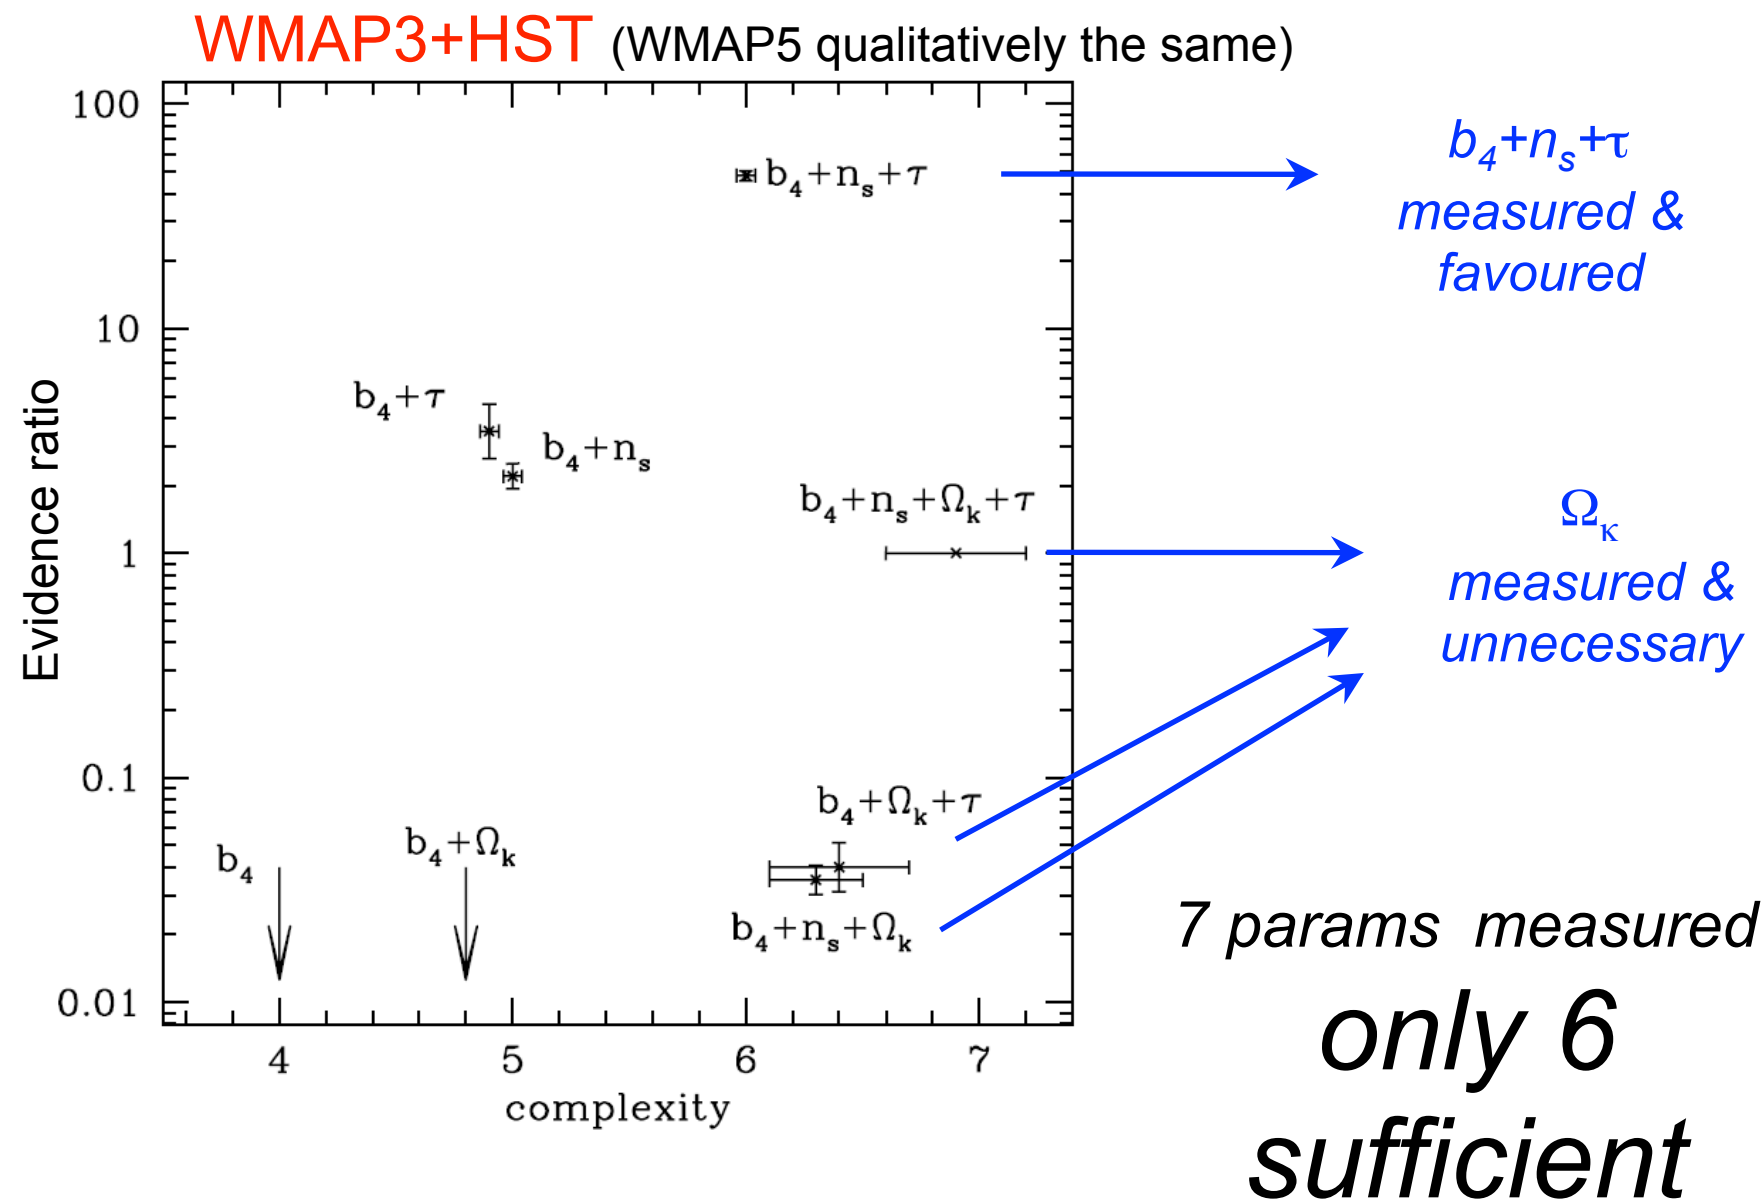 WMAP3+HST (WMAP5 qualitatively the same)
100
10
1
0.1
0.01
Evidence ratio
4
5
6
7
complexity
b₄+nₛ+τ
b₄+τ
b₄+nₛ
b₄+nₛ+Ωₖ+τ
b₄+Ωₖ+τ
b₄
b₄+Ωₖ
b₄+nₛ+Ωₖ
b₄+nₛ+τ
measured &
favoured
Ω_κ
measured &
unnecessary
7 params measured
only 6
sufficient